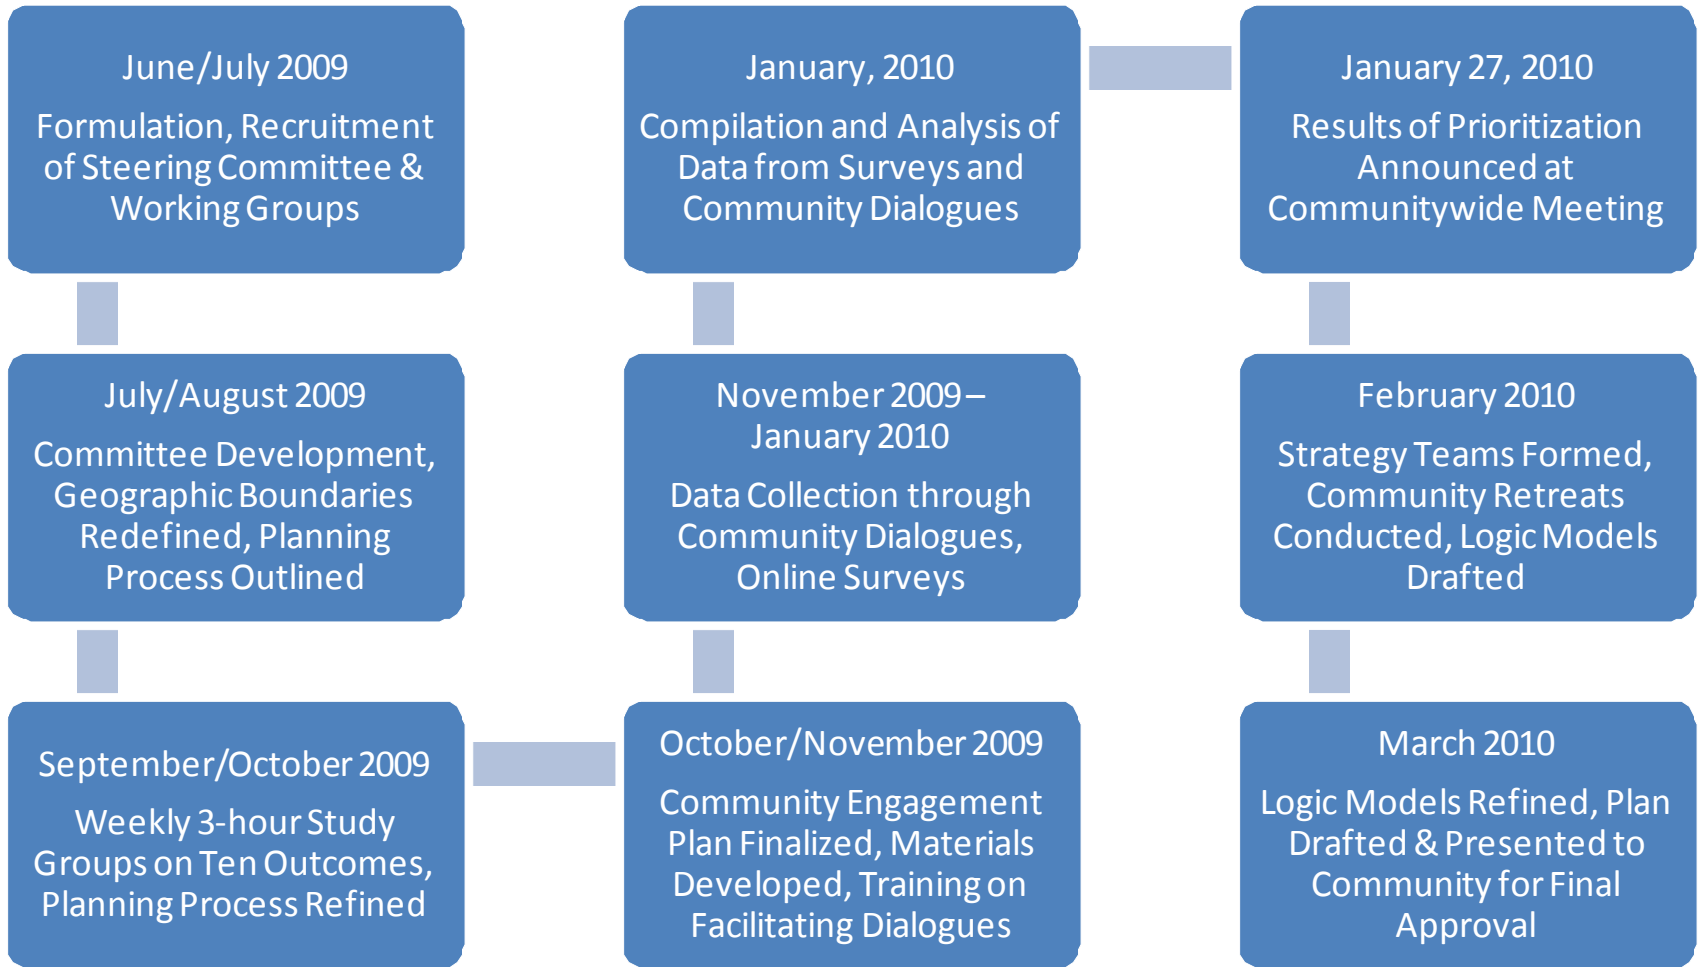 June/July 2009
Formulation, Recruitment
of Steering Committee &
Working Groups
July/August 2009
Committee Development,
Geographic Boundaries
Redefined, Planning
Process Outlined
September/October 2009
Weekly 3-hour Study
Groups on Ten Outcomes,
Planning Process Refined
October/November 2009
Community Engagement
Plan Finalized, Materials
Developed, Training on
Facilitating Dialogues
November 2009 –
January 2010
Data Collection through
Community Dialogues,
Online Surveys
January, 2010
Compilation and Analysis of
Data from Surveys and
Community Dialogues
January 27, 2010
Results of Prioritization
Announced at
Communitywide Meeting
February 2010
Strategy Teams Formed,
Community Retreats
Conducted, Logic Models
Drafted
March 2010
Logic Models Refined, Plan
Drafted & Presented to
Community for Final
Approval